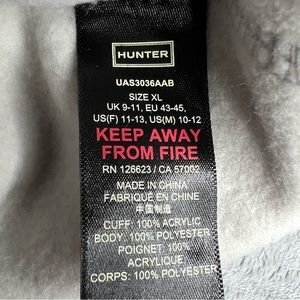 HUNTER
UAS3036AAB
SIZE XL
UK 9-11, EU 43-45,
US(F) 11-13, US(M) 10-12
KEEP AWAY
FROM FIRE
RN 126623 / CA 57002
MADE IN CHINA
FABRIQUÉ EN CHINE
中国制造
CUFF: 100% ACRYLIC
BODY: 100% POLYESTER
POIGNET: 100%
ACRYLIQUE
CORPS: 100% POLYESTER